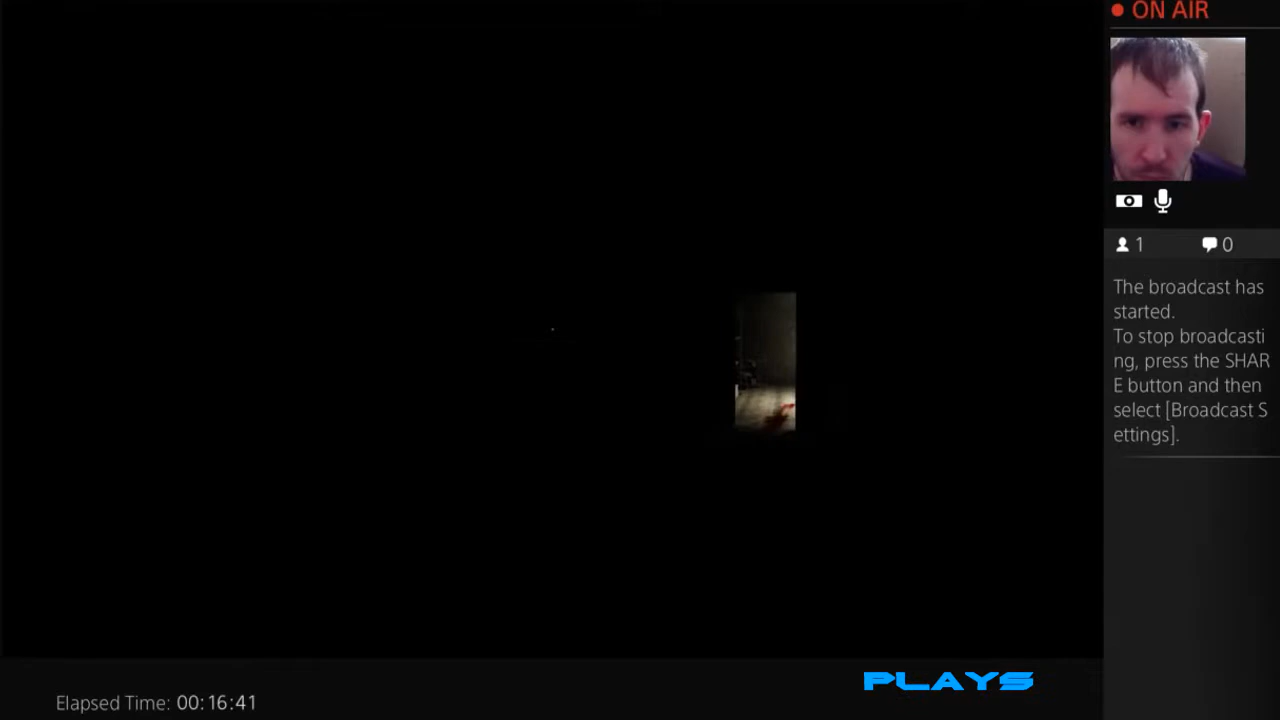 ON AIR
1 0
The broadcast has
started.
To stop broadcasti
ng, press the SHAR
E button and then
select [Broadcast S
ettings].
PLAYS
Elapsed Time: 00:16:41